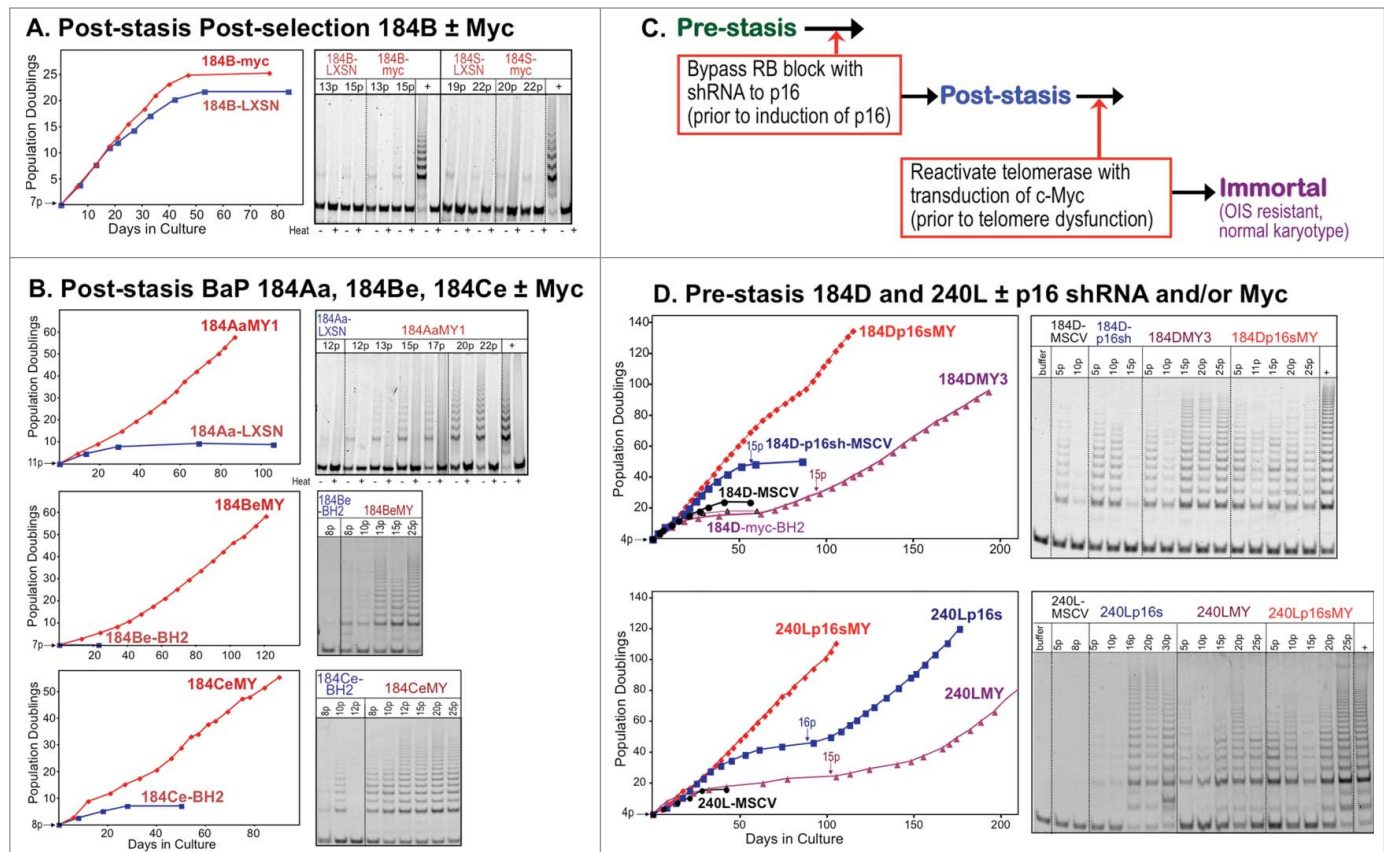 A. Post-stasis Post-selection 184B ± Myc
Population Doublings
25
20
15
10
5
7p
184B-myc
184B-LXSN
10 20 30 40 50 60 70 80
Days in Culture
184B-LXSN 184B-myc 184S-LXSN 184S-myc
13p 15p 13p 15p + 19p 22p 20p 22p +
Heat - + - + - + - + - + - + - + - + - + - +
C. Pre-stasis
Bypass RB block with
shRNA to p16
(prior to induction of p16)
Post-stasis
Reactivate telomerase with
transduction of c-Myc
(prior to telomere dysfunction)
Immortal
(OIS resistant,
normal karyotype)
B. Post-stasis BaP 184Aa, 184Be, 184Ce ± Myc
Population Doublings
60
50
40
30
20
10
11p
184AaMY1
184Aa-LXSN
20 40 60 80 100
184Aa-LXSN 184AaMY1
12p 12p 13p 15p 17p 20p 22p +
Heat - + - + - + - + - + - + - + - +
Population Doublings
60
50
40
30
20
10
7p
184BeMY
184Be-BH2
20 40 60 80 100 120
184Be-BH2 184BeMY
8p 8p 10p 13p 15p 25p
Population Doublings
50
40
30
20
10
8p
184CeMY
184Ce-BH2
20 40 60 80
Days in Culture
184Ce-BH2 184CeMY
8p 10p 12p 8p 10p 12p 15p 20p 25p
D. Pre-stasis 184D and 240L ± p16 shRNA and/or Myc
Population Doublings
140
120
100
80
60
40
20
4p
184Dp16sMY
184DMY3
15p
184D-p16sh-MSCV
15p
184D-MSCV
184D-myc-BH2
50 100 150 200
184D-MSCV 184D-p16sh 184DMY3 184Dp16sMY
buffer 5p 10p 5p 10p 15p 5p 10p 15p 20p 25p 5p 11p 15p 20p 25p +
Population Doublings
140
120
100
80
60
40
20
4p
240Lp16sMY
240Lp16s
240LMY
16p
15p
240L-MSCV
50 100 150 200
Days in Culture
240L-MSCV 240Lp16s 240LMY 240Lp16sMY
buffer 5p 8p 5p 10p 16p 20p 30p 5p 10p 15p 20p 25p 5p 10p 15p 20p 25p +